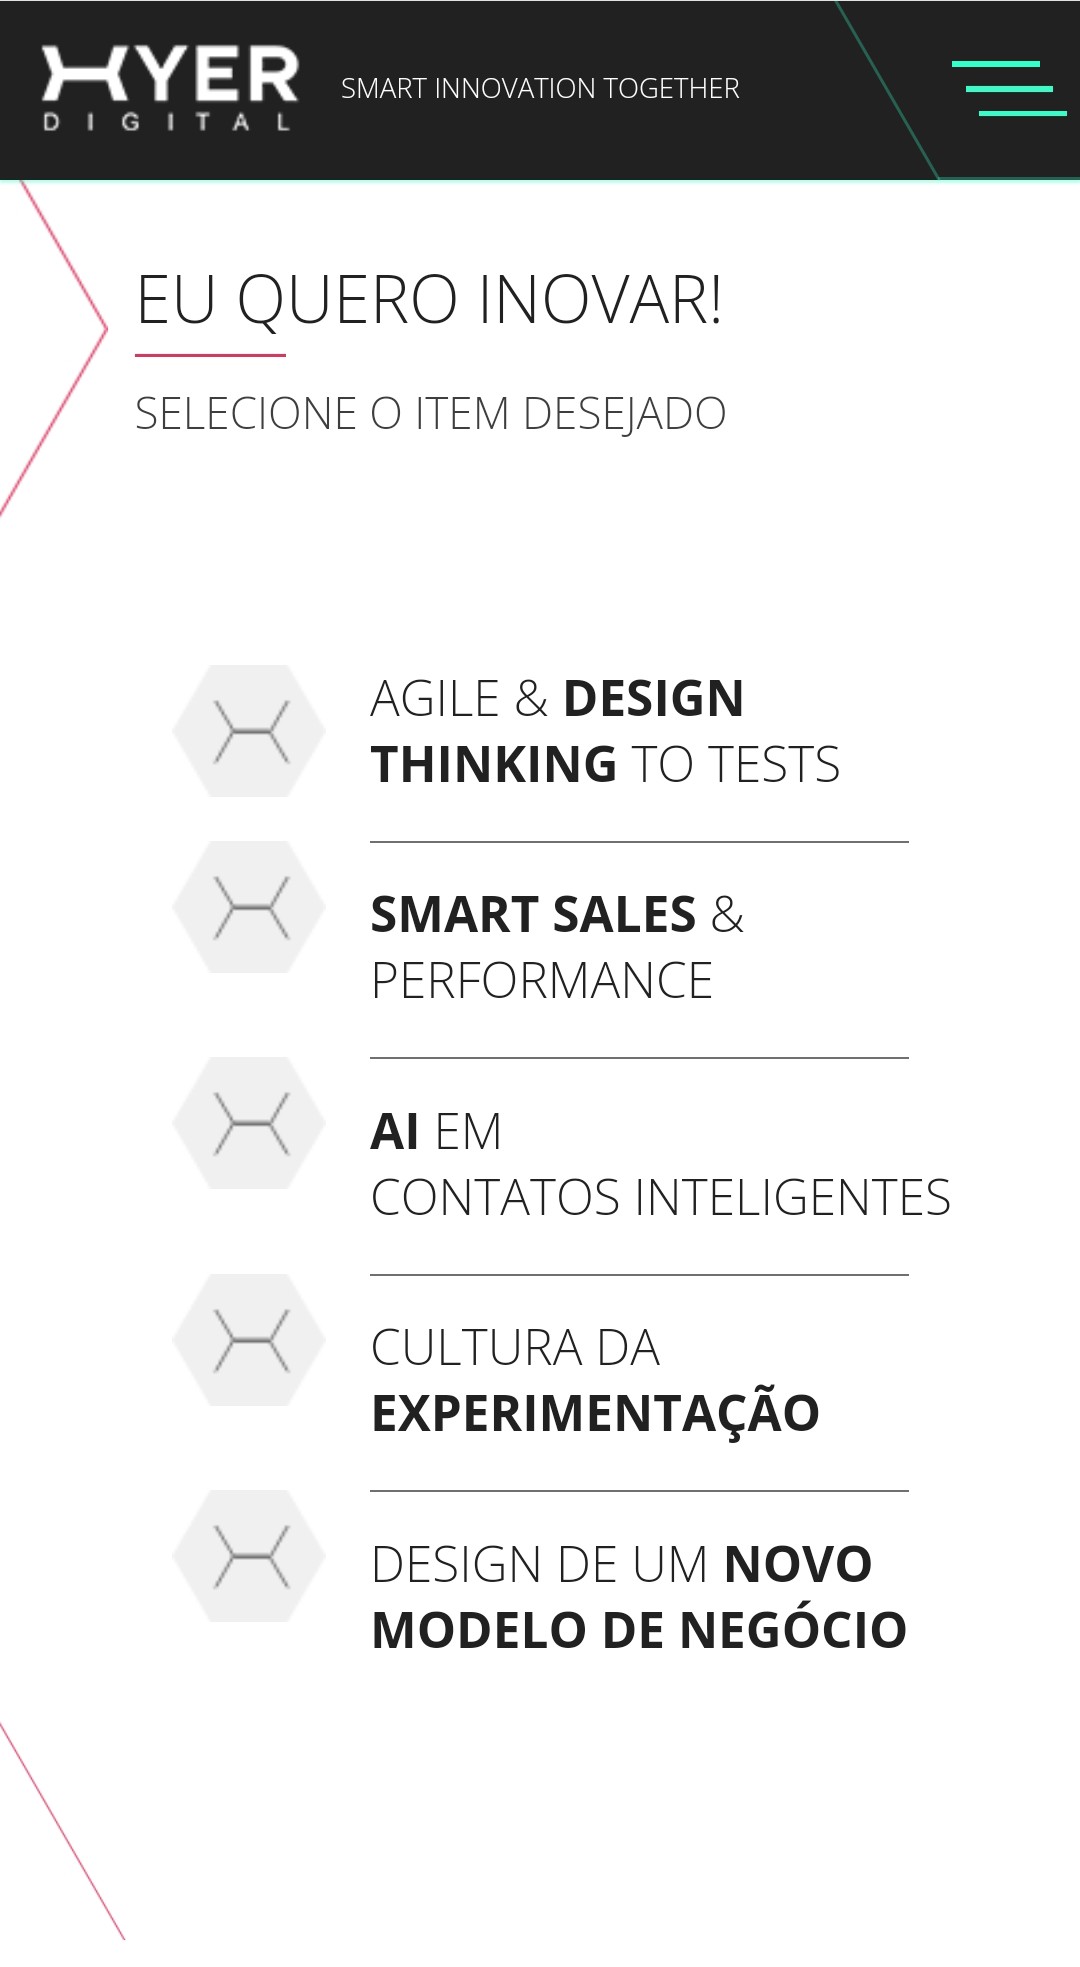 HYER
DIGITAL
SMART INNOVATION TOGETHER
EU QUERO INOVAR!
SELECIONE O ITEM DESEJADO
AGILE & DESIGN
THINKING TO TESTS
SMART SALES &
PERFORMANCE
AI EM
CONTATOS INTELIGENTES
CULTURA DA
EXPERIMENTAÇÃO
DESIGN DE UM NOVO
MODELO DE NEGÓCIO